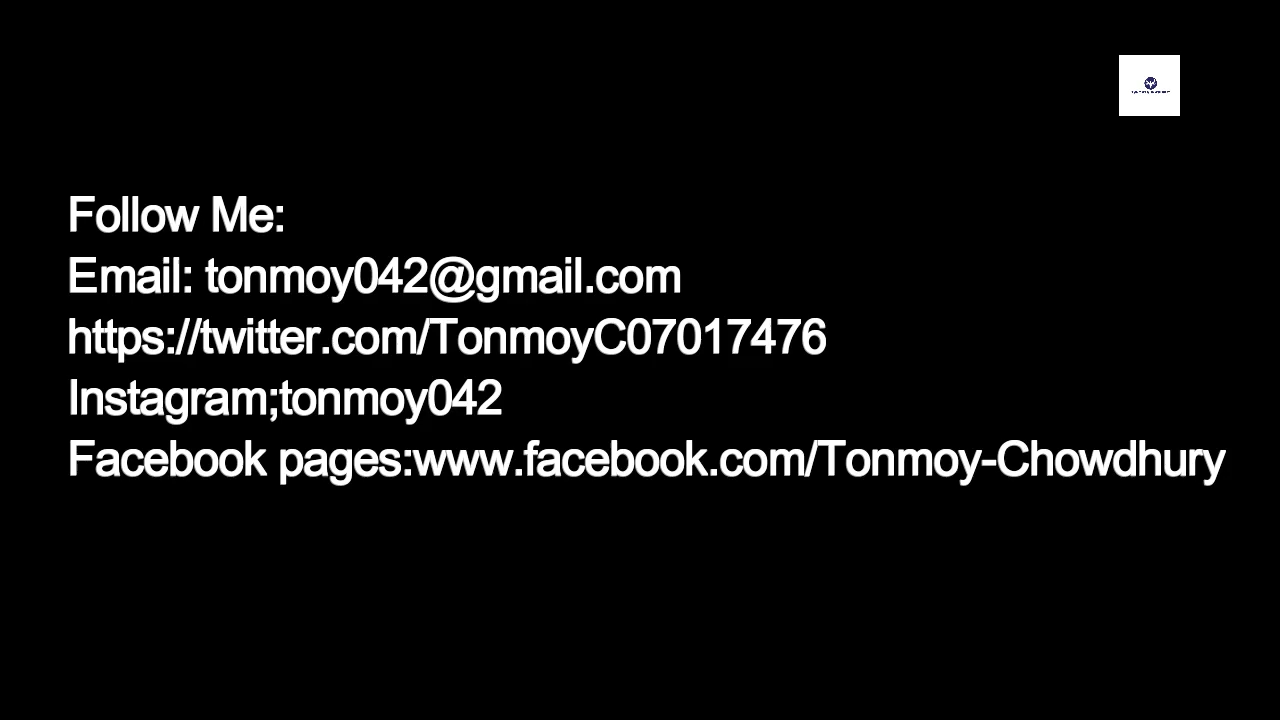 Follow Me:
Email: tonmoy042@gmail.com
https://twitter.com/TonmoyC07017476
Instagram;tonmoy042
Facebook pages:www.facebook.com/Tonmoy-Chowdhury